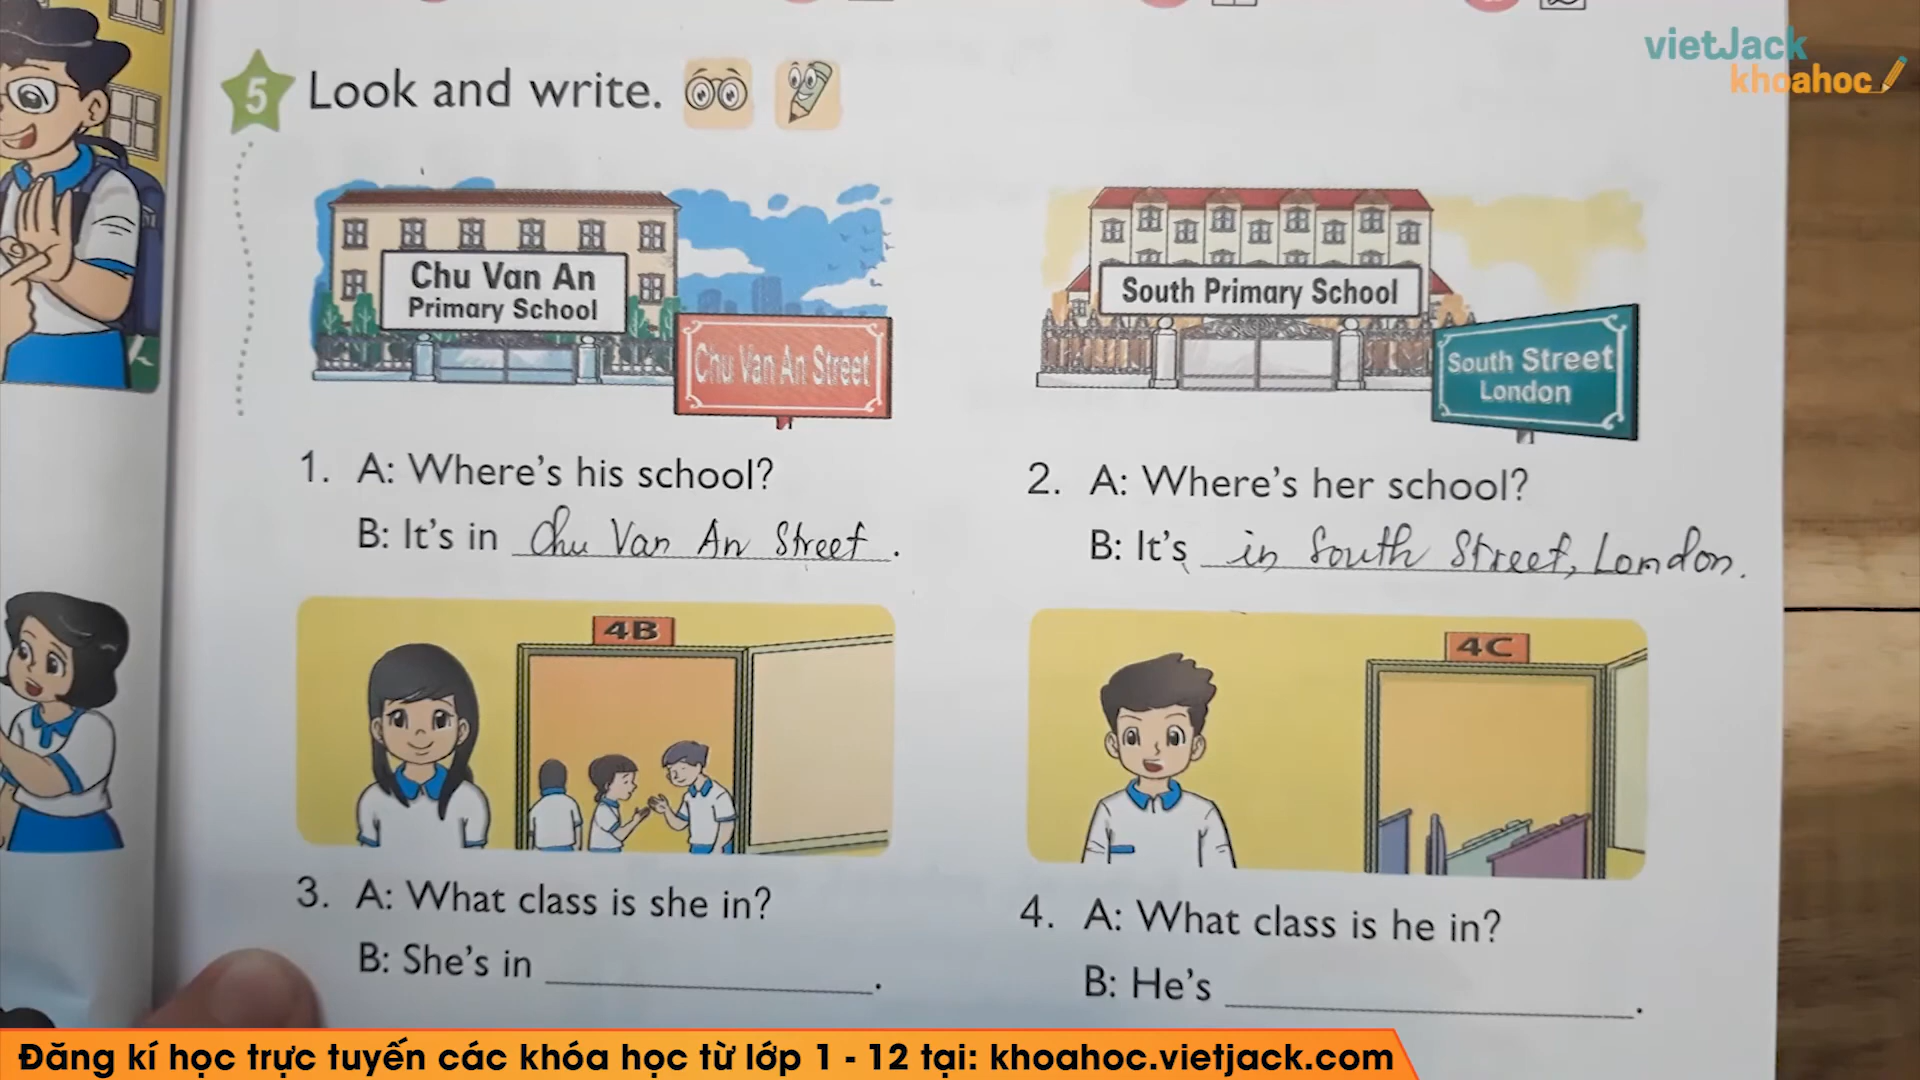 vietJack
khoahoc
5 Look and write.
Chu Van An
Primary School
Chu Van An Street
South Primary School
South Street
London
1. A: Where's his school?
B: It's in Chu Van An Street.
2. A: Where's her school?
B: It's in South Street, London.
4B
4C
3. A: What class is she in?
B: She's in ____________.
4. A: What class is he in?
B: He's ____________.
Đăng kí học trực tuyến các khóa học từ lớp 1 - 12 tại: khoahoc.vietjack.com